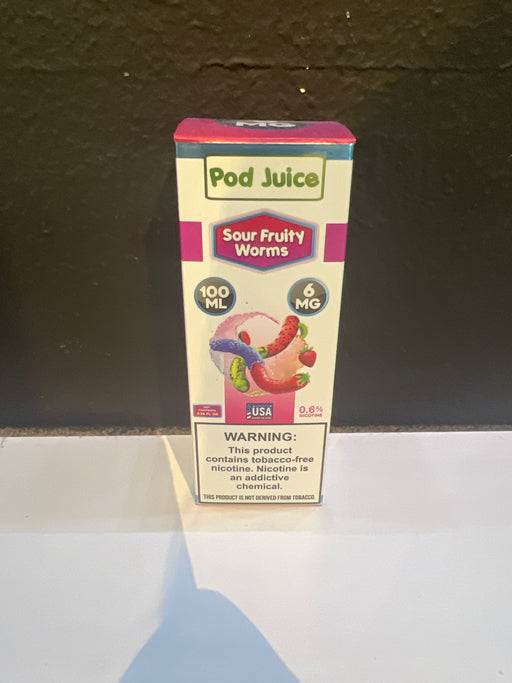 MG
Pod Juice
Sour Fruity
Worms
100
ML
6
MG
USA
0.6%
NICOTINE
WARNING:
This product
contains tobacco-free
nicotine. Nicotine is
an addictive
chemical.
THIS PRODUCT IS NOT DERIVED FROM TOBACCO.